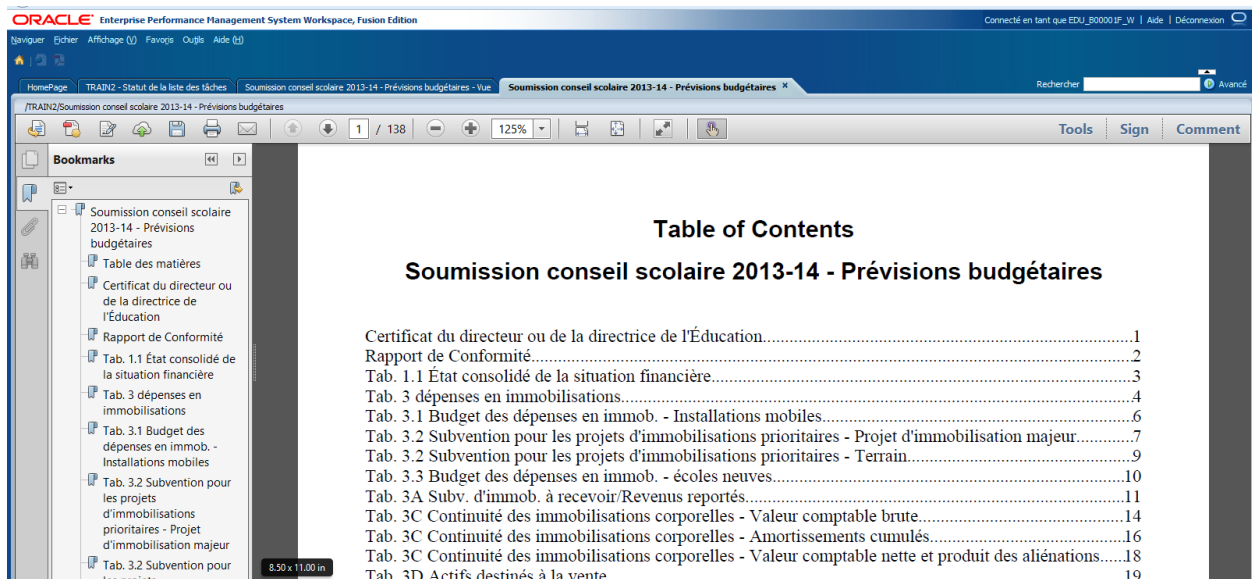 ORACLE® Enterprise Performance Management System Workspace, Fusion Edition
Connecté en tant que EDU_B00001F_W | Aide | Déconnexion
Naviguer Fichier Affichage (V) Favoris Outils Aide (H)
HomePage TRAIN2 - Statut de la liste des tâches Soumission conseil scolaire 2013-14 - Prévisions budgétaires - Vue Soumission conseil scolaire 2013-14 - Prévisions budgétaires × Rechercher Avancé
/TRAIN2/Soumission conseil scolaire 2013-14 - Prévisions budgétaires
1 / 138 125% Tools Sign Comment
Bookmarks
Soumission conseil scolaire
2013-14 - Prévisions
budgétaires
Table des matières
Certificat du directeur ou
de la directrice de
l'Éducation
Rapport de Conformité
Tab. 1.1 État consolidé de
la situation financière
Tab. 3 dépenses en
immobilisations
Tab. 3.1 Budget des
dépenses en immob. -
Installations mobiles
Tab. 3.2 Subvention pour
les projets
d'immobilisations
prioritaires - Projet
d'immobilisation majeur
Tab. 3.2 Subvention pour
8.50 x 11.00 in
Table of Contents
Soumission conseil scolaire 2013-14 - Prévisions budgétaires
Certificat du directeur ou de la directrice de l'Éducation.....1
Rapport de Conformité.....2
Tab. 1.1 État consolidé de la situation financière.....3
Tab. 3 dépenses en immobilisations.....4
Tab. 3.1 Budget des dépenses en immob. - Installations mobiles.....6
Tab. 3.2 Subvention pour les projets d'immobilisations prioritaires - Projet d'immobilisation majeur.....7
Tab. 3.2 Subvention pour les projets d'immobilisations prioritaires - Terrain.....9
Tab. 3.3 Budget des dépenses en immob. - écoles neuves.....10
Tab. 3A Subv. d'immob. à recevoir/Revenus reportés.....11
Tab. 3C Continuité des immobilisations corporelles - Valeur comptable brute.....14
Tab. 3C Continuité des immobilisations corporelles - Amortissements cumulés.....16
Tab. 3C Continuité des immobilisations corporelles - Valeur comptable nette et produit des aliénations.....18
Tab. 3D Actifs destinés à la vente.....19